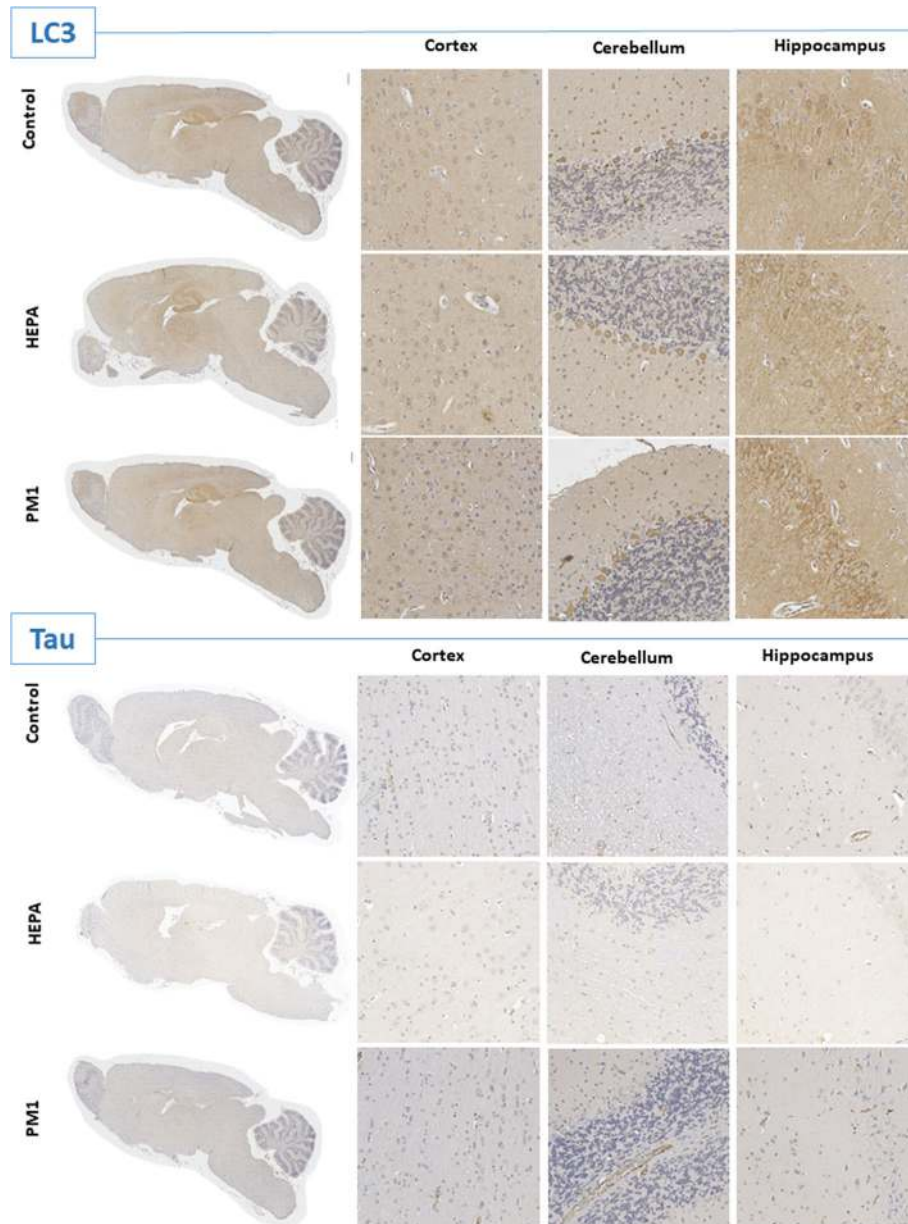 LC3
Cortex Cerebellum Hippocampus
Control
HEPA
PM1
Tau
Cortex Cerebellum Hippocampus
Control
HEPA
PM1